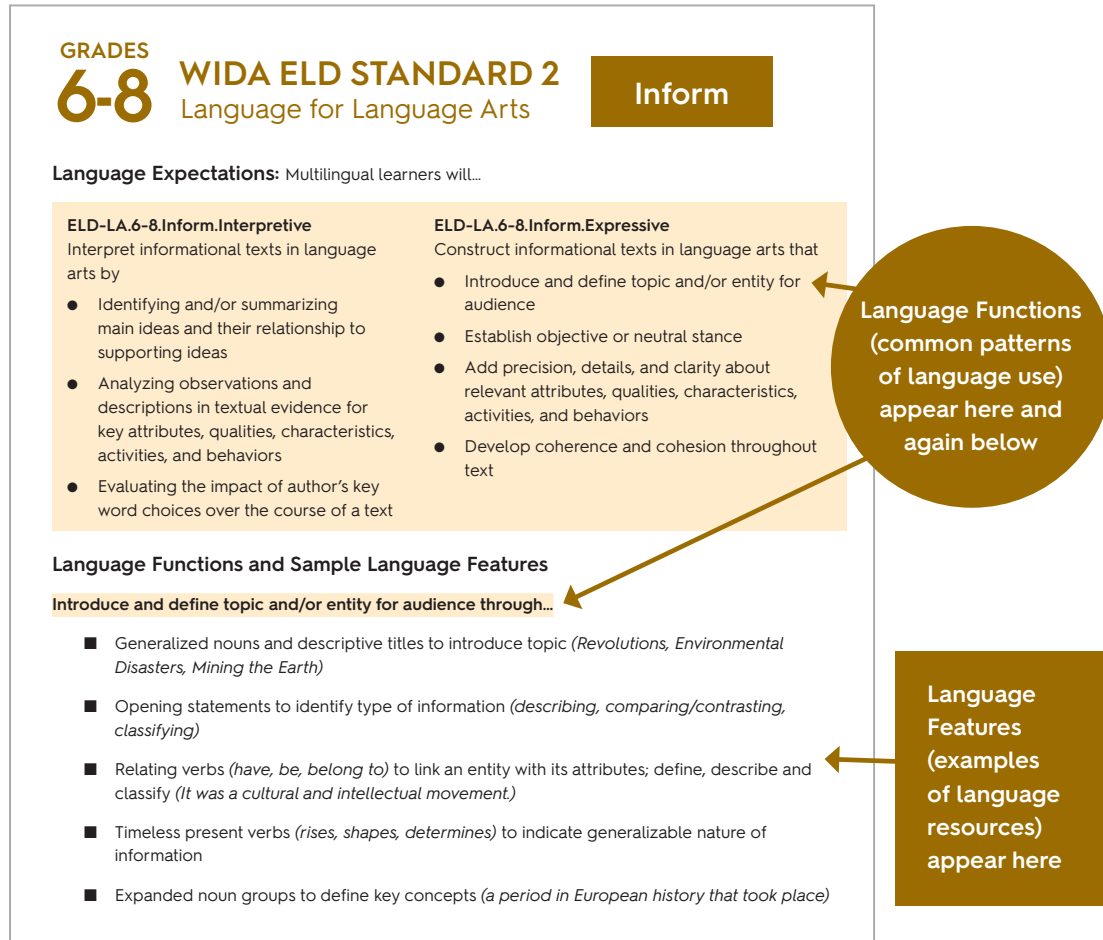 GRADES
6-8
WIDA ELD STANDARD 2
Language for Language Arts
Inform
Language Expectations: Multilingual learners will…
ELD-LA.6-8.Inform.Interpretive
Interpret informational texts in language
arts by
● Identifying and/or summarizing
main ideas and their relationship to
supporting ideas
● Analyzing observations and
descriptions in textual evidence for
key attributes, qualities, characteristics,
activities, and behaviors
● Evaluating the impact of author's key
word choices over the course of a text
ELD-LA.6-8.Inform.Expressive
Construct informational texts in language arts that
● Introduce and define topic and/or entity for
audience
● Establish objective or neutral stance
● Add precision, details, and clarity about
relevant attributes, qualities, characteristics,
activities, and behaviors
● Develop coherence and cohesion throughout
text
Language Functions
(common patterns
of language use)
appear here and
again below
Language Functions and Sample Language Features
Introduce and define topic and/or entity for audience through…
■ Generalized nouns and descriptive titles to introduce topic (Revolutions, Environmental
Disasters, Mining the Earth)
■ Opening statements to identify type of information (describing, comparing/contrasting,
classifying)
■ Relating verbs (have, be, belong to) to link an entity with its attributes; define, describe and
classify (It was a cultural and intellectual movement.)
■ Timeless present verbs (rises, shapes, determines) to indicate generalizable nature of
information
■ Expanded noun groups to define key concepts (a period in European history that took place)
Language
Features
(examples
of language
resources)
appear here